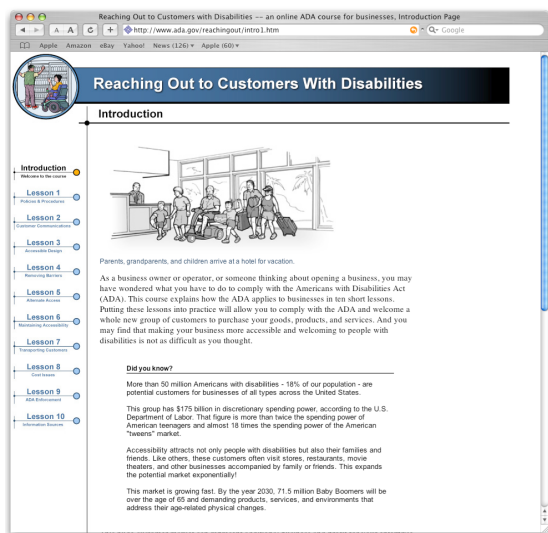 Reaching Out to Customers with Disabilities -- an online ADA course for businesses, Introduction Page
A A
http://www.ada.gov/reachingout/intro1.htm
Google
Apple Amazon eBay Yahoo! News (126) Apple (60)
Reaching Out to Customers With Disabilities
Introduction
Introduction
Welcome to the course
Lesson 1
Policies & Procedures
Lesson 2
Customer Communications
Lesson 3
Accessible Design
Lesson 4
Removing Barriers
Lesson 5
Alternate Access
Lesson 6
Maintaining Accessibility
Lesson 7
Transporting Customers
Lesson 8
Cost Issues
Lesson 9
ADA Enforcement
Lesson 10
Information Sources
Parents, grandparents, and children arrive at a hotel for vacation.
As a business owner or operator, or someone thinking about opening a business, you may
have wondered what you have to do to comply with the Americans with Disabilities Act
(ADA). This course explains how the ADA applies to businesses in ten short lessons.
Putting these lessons into practice will allow you to comply with the ADA and welcome a
whole new group of customers to purchase your goods, products, and services. And you
may find that making your business more accessible and welcoming to people with
disabilities is not as difficult as you thought.
Did you know?
More than 50 million Americans with disabilities - 18% of our population - are
potential customers for businesses of all types across the United States.
This group has $175 billion in discretionary spending power, according to the U.S.
Department of Labor. That figure is more than twice the spending power of
American teenagers and almost 18 times the spending power of the American
"tweens" market.
Accessibility attracts not only people with disabilities but also their families and
friends. Like others, these customers often visit stores, restaurants, movie
theaters, and other businesses accompanied by family or friends. This expands
the potential market exponentially!
This market is growing fast. By the year 2030, 71.5 million Baby Boomers will be
over the age of 65 and demanding products, services, and environments that
address their age-related physical changes.